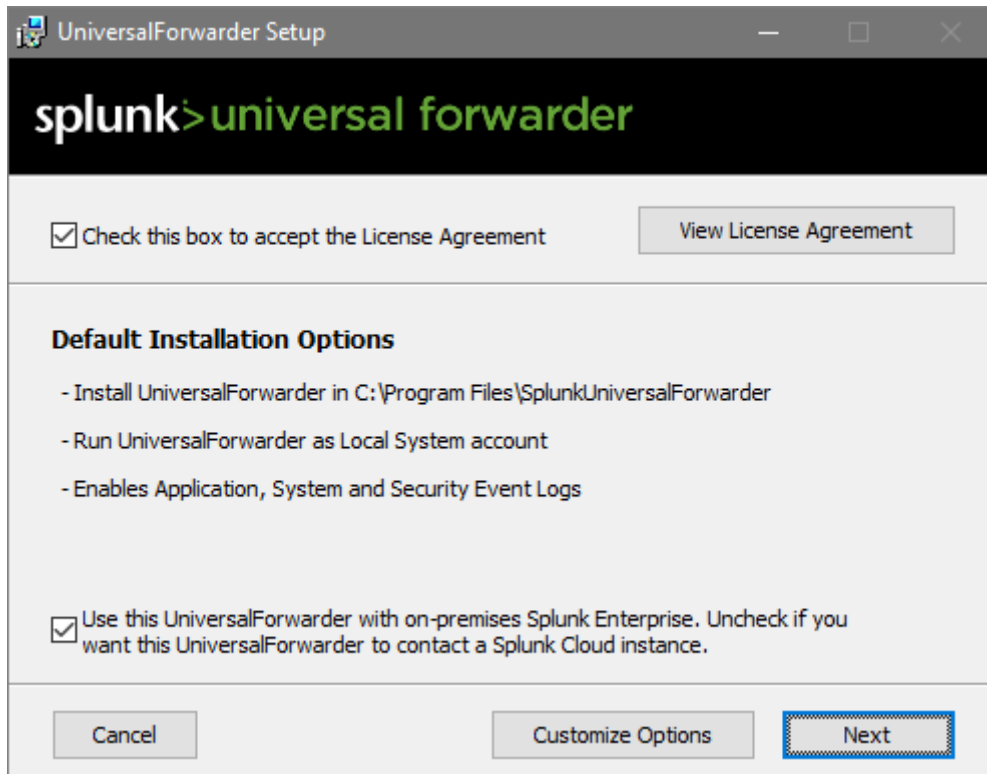 UniversalForwarder Setup
splunk>universal forwarder
Check this box to accept the License Agreement
View License Agreement
Default Installation Options
- Install UniversalForwarder in C:\Program Files\SplunkUniversalForwarder
- Run UniversalForwarder as Local System account
- Enables Application, System and Security Event Logs
Use this UniversalForwarder with on-premises Splunk Enterprise. Uncheck if you
want this UniversalForwarder to contact a Splunk Cloud instance.
Cancel
Customize Options
Next